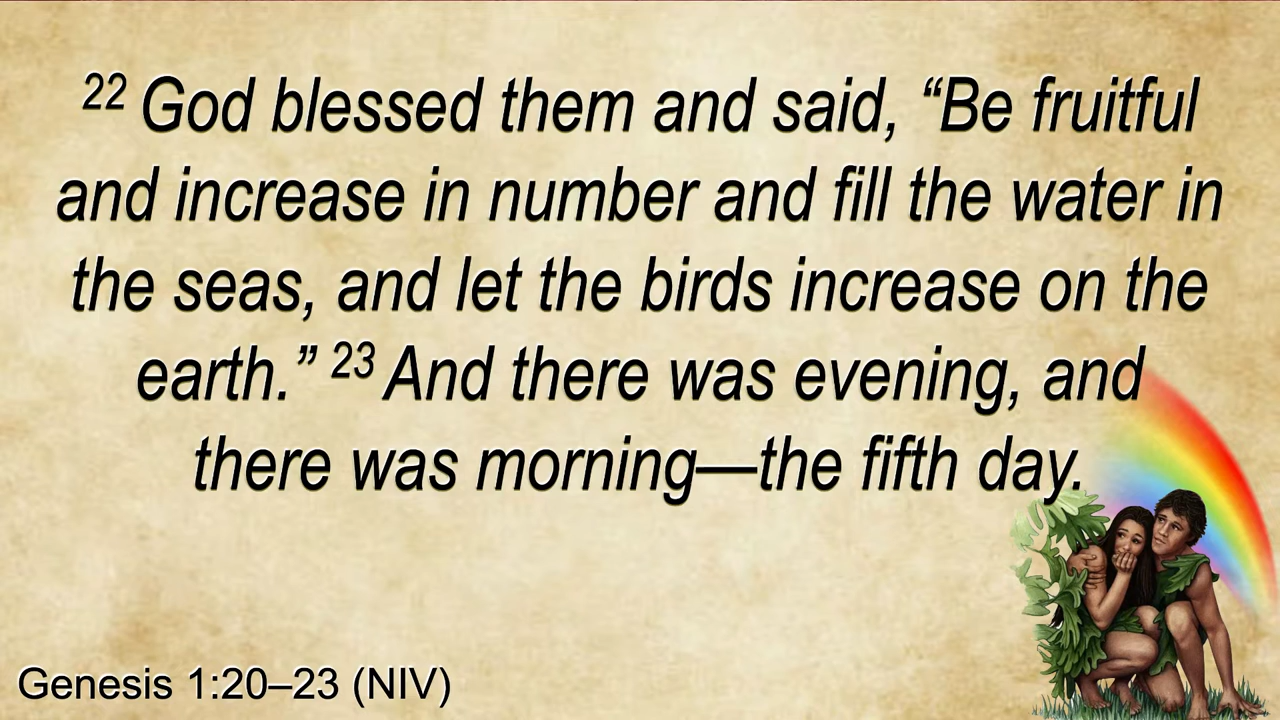 22 God blessed them and said, “Be fruitful
and increase in number and fill the water in
the seas, and let the birds increase on the
earth.” 23 And there was evening, and
there was morning—the fifth day.
Genesis 1:20–23 (NIV)